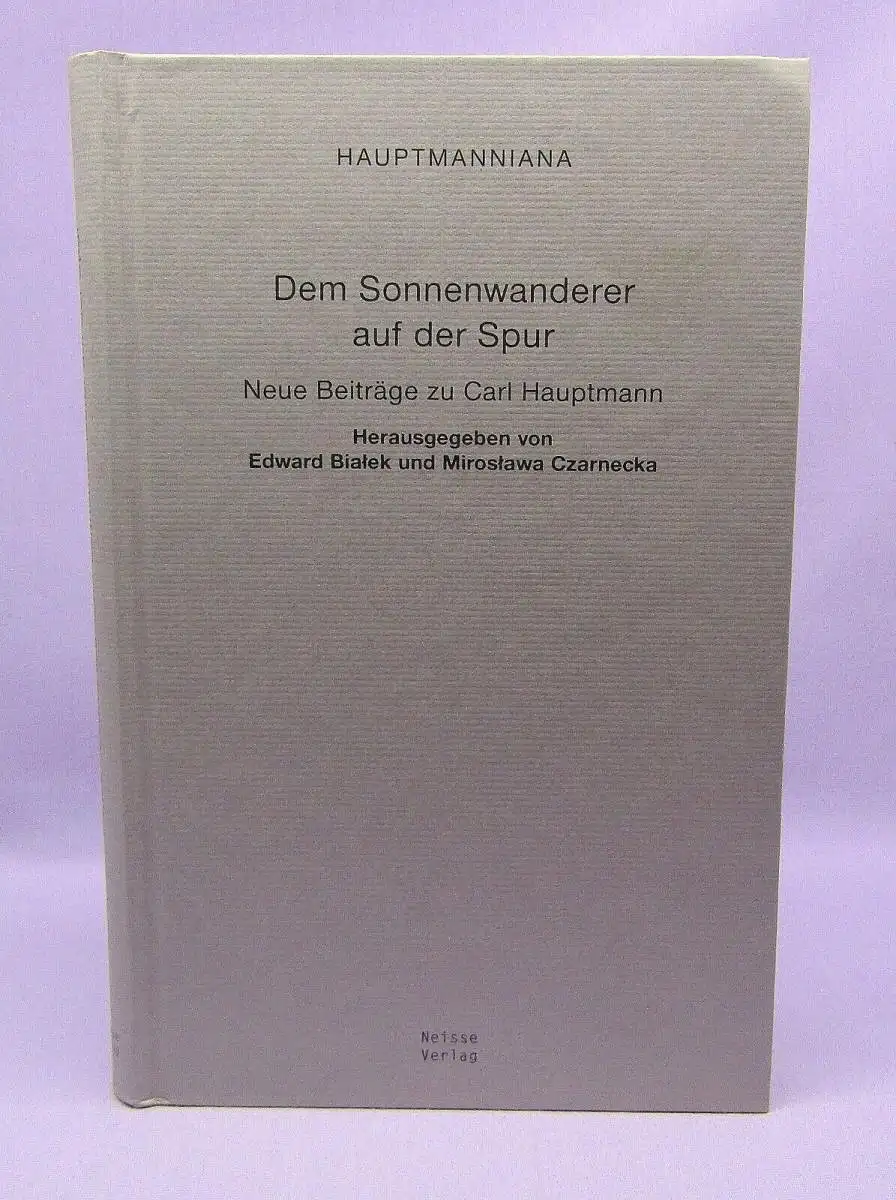 HAUPTMANNIANA
Dem Sonnenwanderer
auf der Spur
Neue Beiträge zu Carl Hauptmann
Herausgegeben von
Edward Białek und Mirosława Czarnecka
Neisse
Verlag